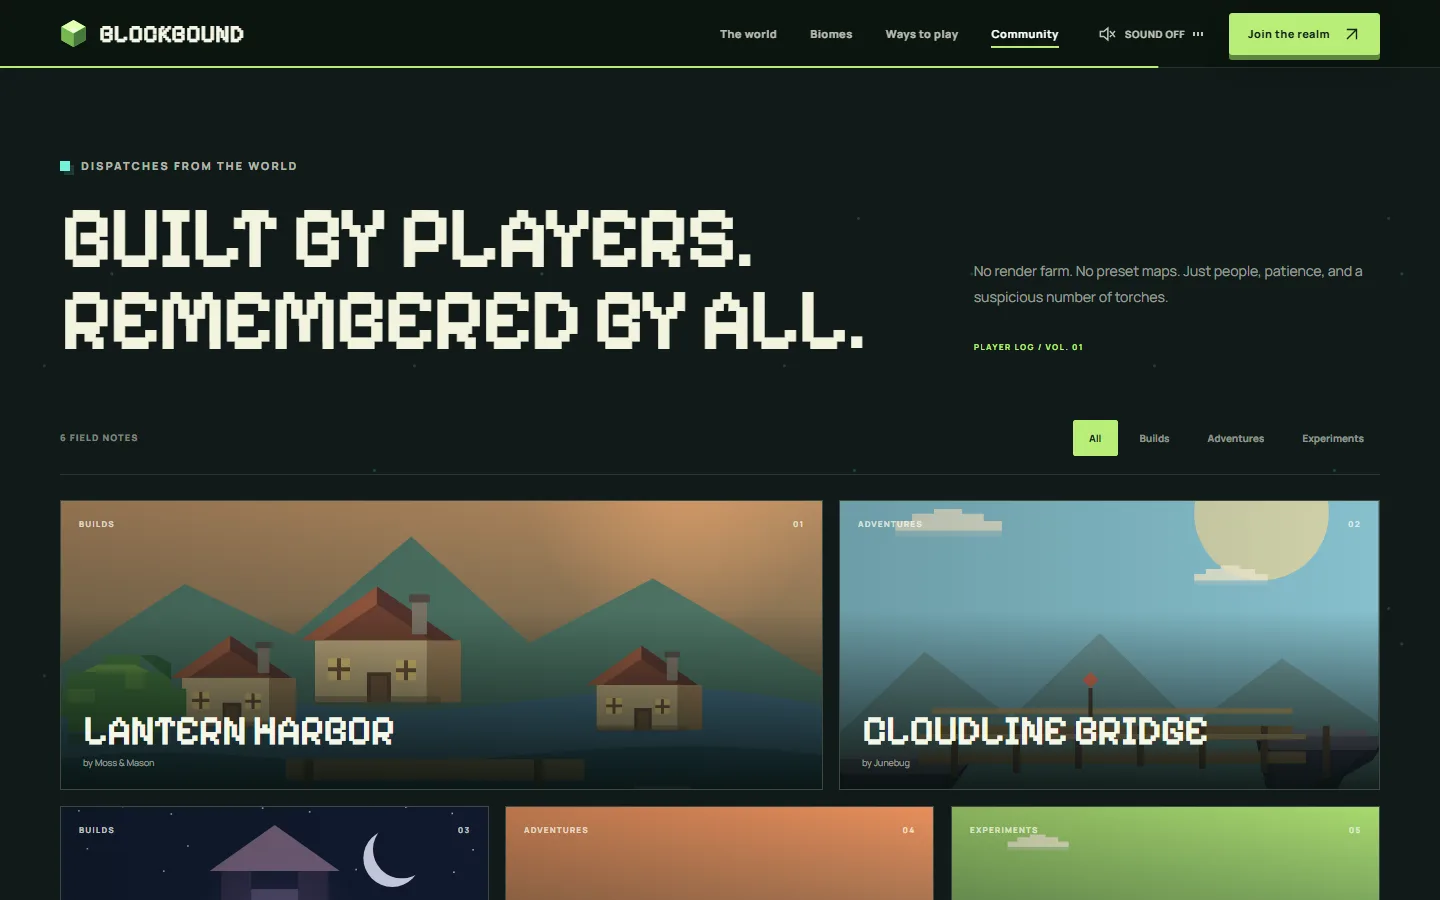 BLOCKBOUND
The world
Biomes
Ways to play
Community
SOUND OFF
Join the realm
DISPATCHES FROM THE WORLD
BUILT BY PLAYERS.
REMEMBERED BY ALL.
No render farm. No preset maps. Just people, patience, and a
suspicious number of torches.
PLAYER LOG / VOL. 01
6 FIELD NOTES
All
Builds
Adventures
Experiments
BUILDS
01
LANTERN HARBOR
by Moss & Mason
ADVENTURES
02
CLOUDLINE BRIDGE
by Junebug
BUILDS
03
ADVENTURES
04
EXPERIMENTS
05